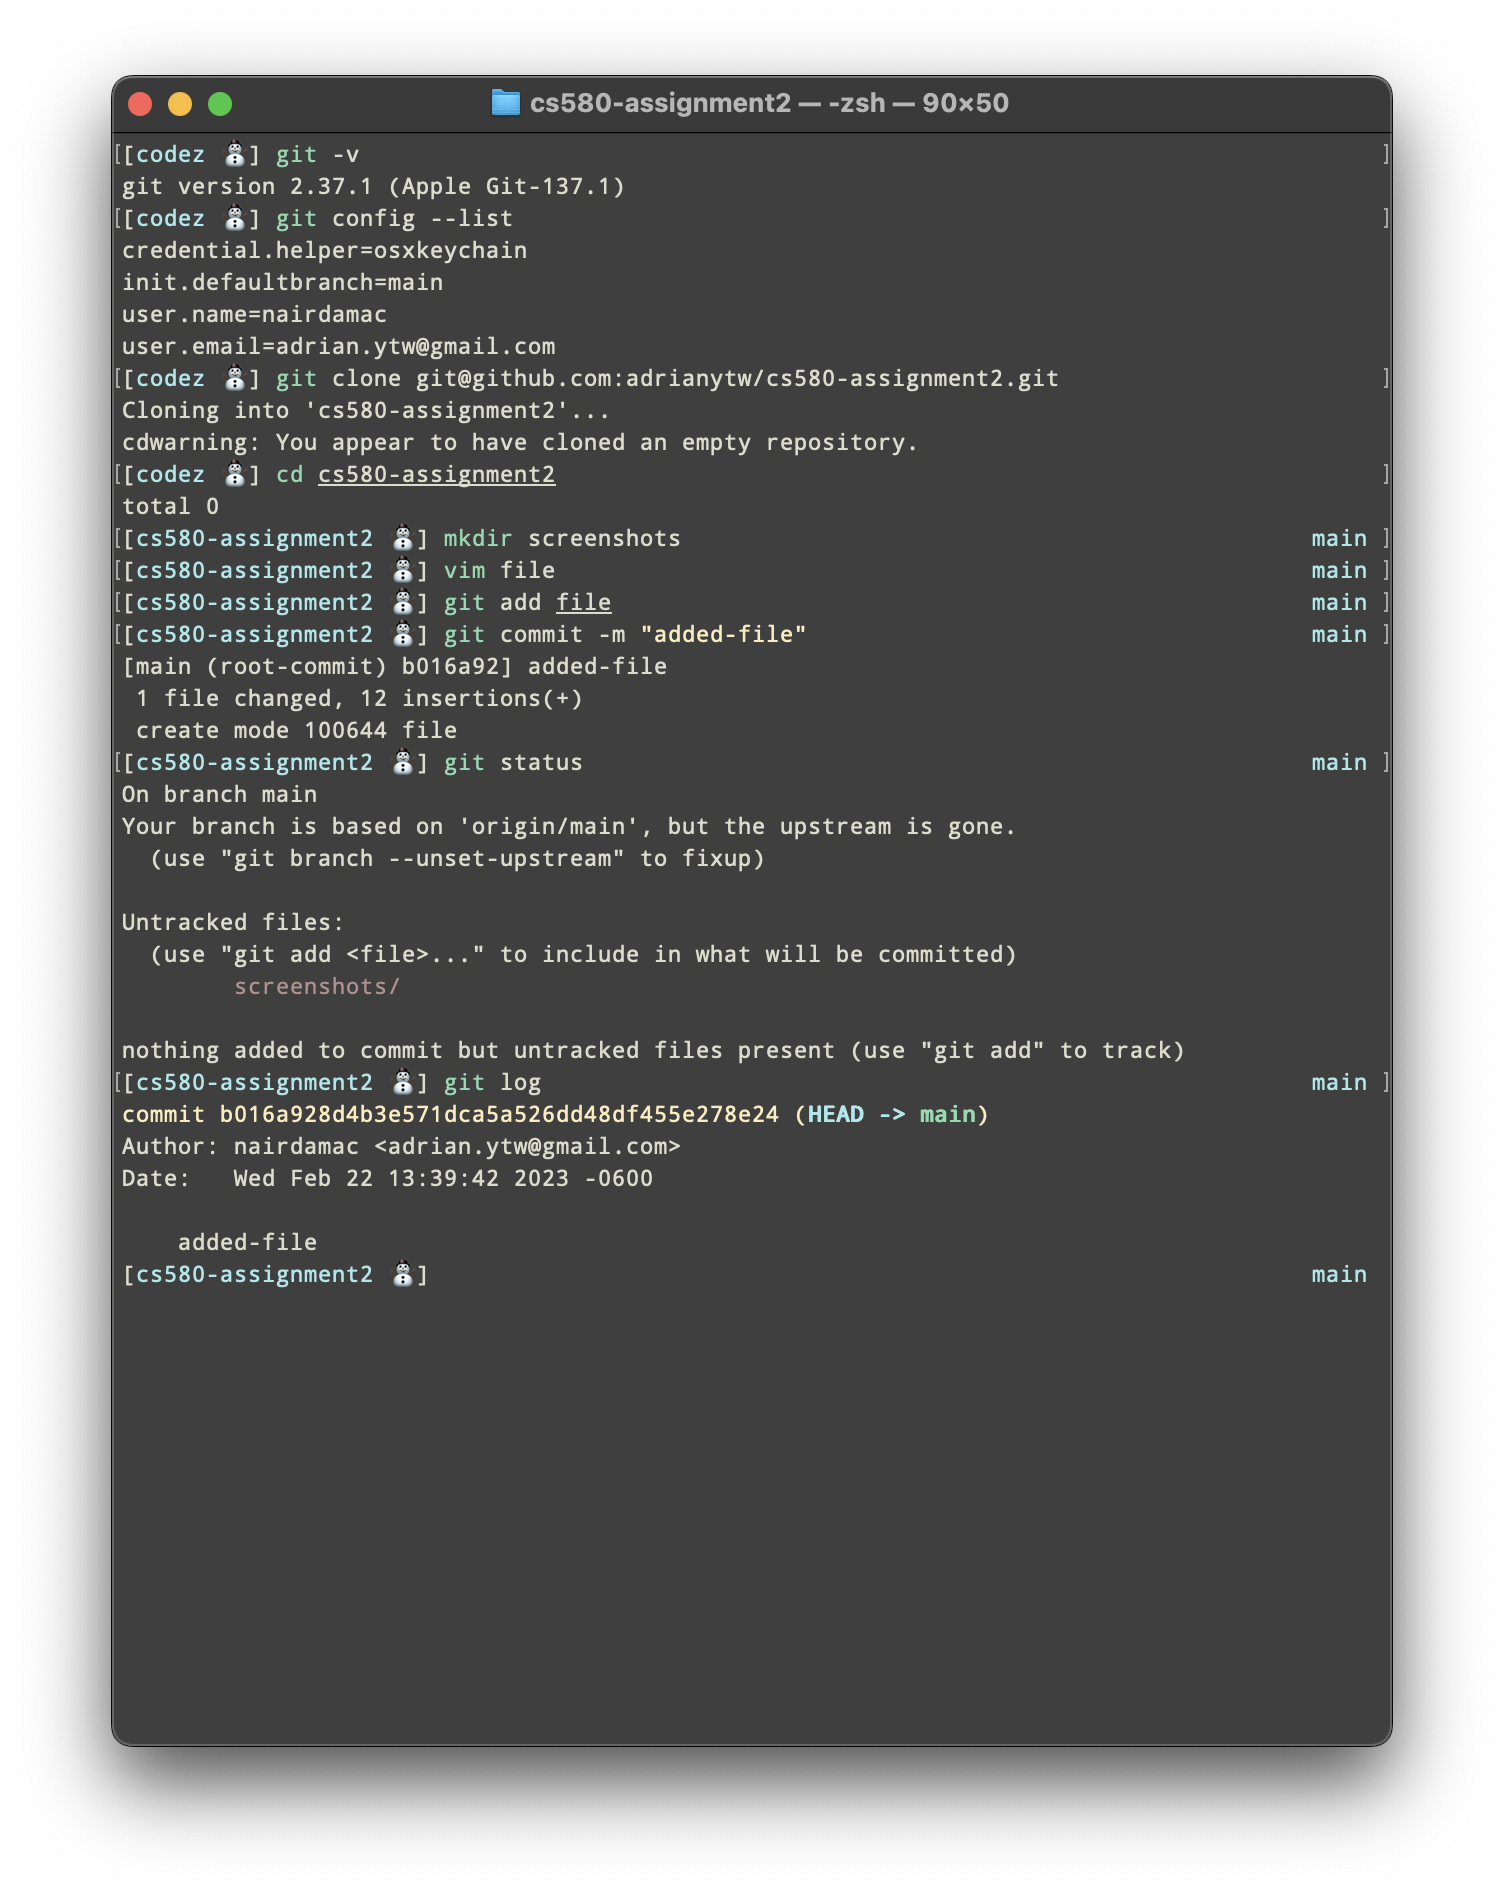 cs580-assignment2 — -zsh — 90×50
[[codez ☃️] git -v ]
git version 2.37.1 (Apple Git-137.1)
[[codez ☃️] git config --list ]
credential.helper=osxkeychain
init.defaultbranch=main
user.name=nairdamac
user.email=adrian.ytw@gmail.com
[[codez ☃️] git clone git@github.com:adrianytw/cs580-assignment2.git ]
Cloning into 'cs580-assignment2'...
cdwarning: You appear to have cloned an empty repository.
[[codez ☃️] cd cs580-assignment2 ]
total 0
[[cs580-assignment2 ☃️] mkdir screenshots main ]
[[cs580-assignment2 ☃️] vim file main ]
[[cs580-assignment2 ☃️] git add file main ]
[[cs580-assignment2 ☃️] git commit -m "added-file" main ]
[main (root-commit) b016a92] added-file
 1 file changed, 12 insertions(+)
 create mode 100644 file
[[cs580-assignment2 ☃️] git status main ]
On branch main
Your branch is based on 'origin/main', but the upstream is gone.
  (use "git branch --unset-upstream" to fixup)
Untracked files:
  (use "git add <file>..." to include in what will be committed)
        screenshots/
nothing added to commit but untracked files present (use "git add" to track)
[[cs580-assignment2 ☃️] git log main ]
commit b016a928d4b3e571dca5a526dd48df455e278e24 (HEAD -> main)
Author: nairdamac <adrian.ytw@gmail.com>
Date:   Wed Feb 22 13:39:42 2023 -0600
    added-file
[cs580-assignment2 ☃️] main